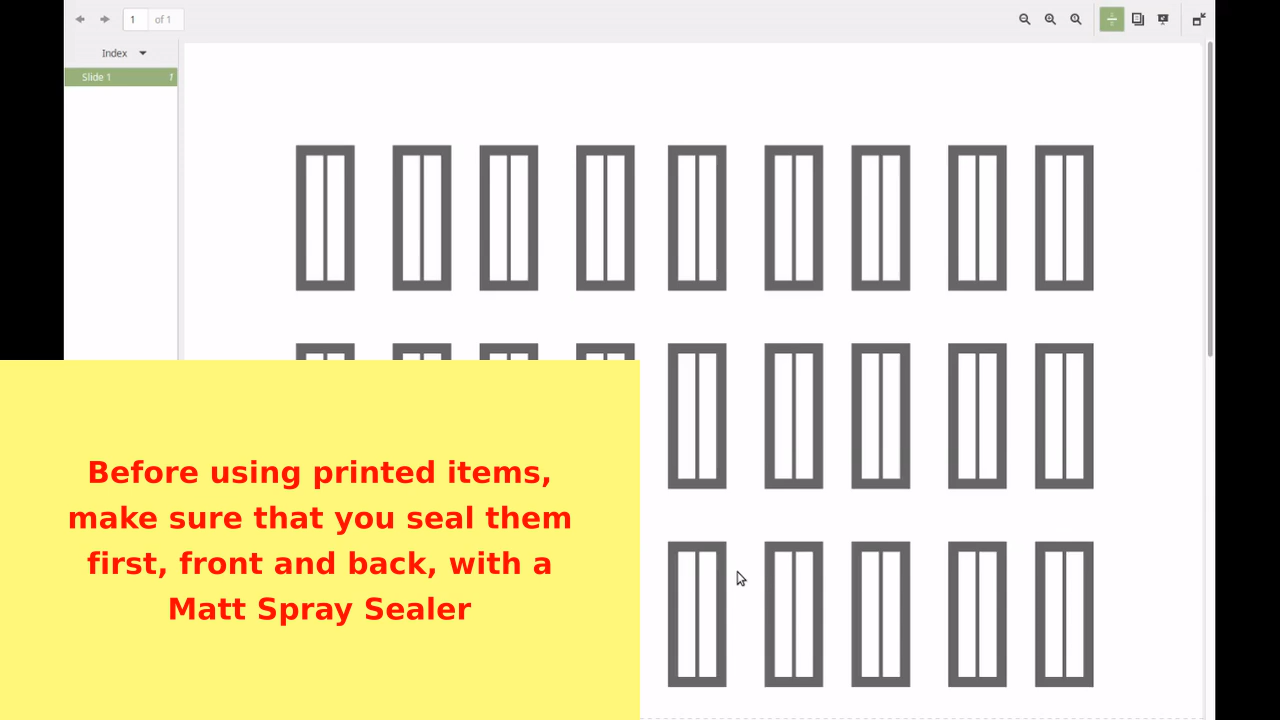 1 of 1
Index
Slide 1 1
Before using printed items,
make sure that you seal them
first, front and back, with a
Matt Spray Sealer